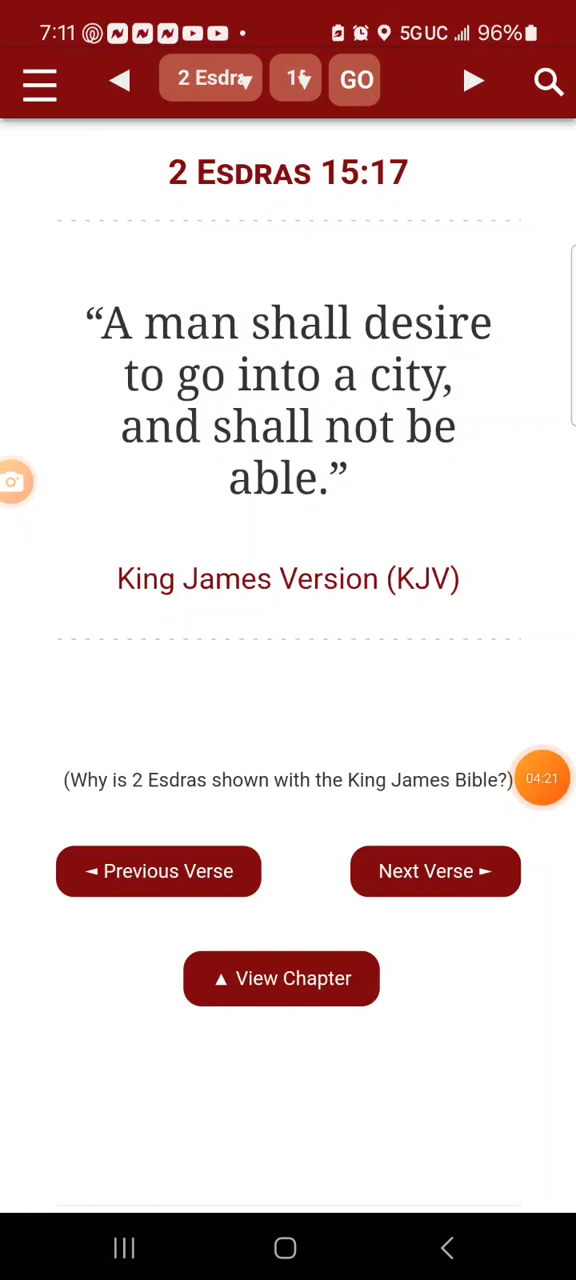 7:11 5G UC 96%
2 Esdra GO
2 Esdras 15:17
“A man shall desire
to go into a city,
and shall not be
able.”
King James Version (KJV)
(Why is 2 Esdras shown with the King James Bible?)
04:21
◄ Previous Verse
Next Verse ►
▲ View Chapter